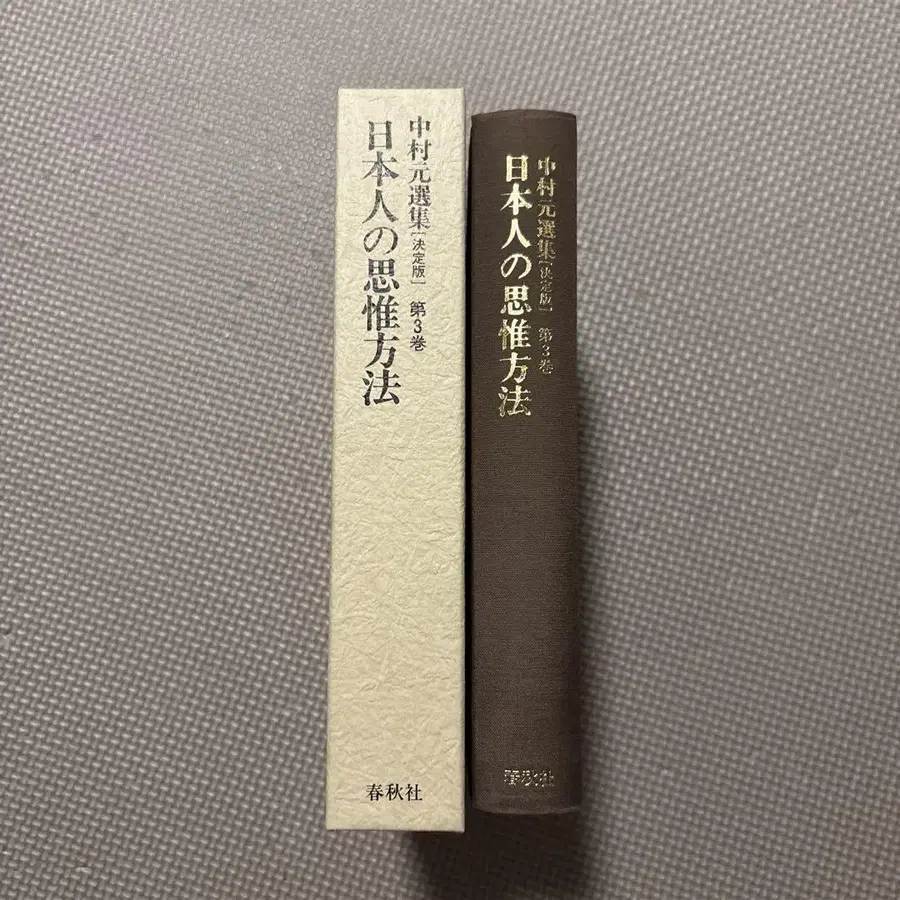 中村元選集[決定版] 第3巻
日本人の思惟方法
春秋社
中村元選集[決定版] 第3巻
日本人の思惟方法
春秋社